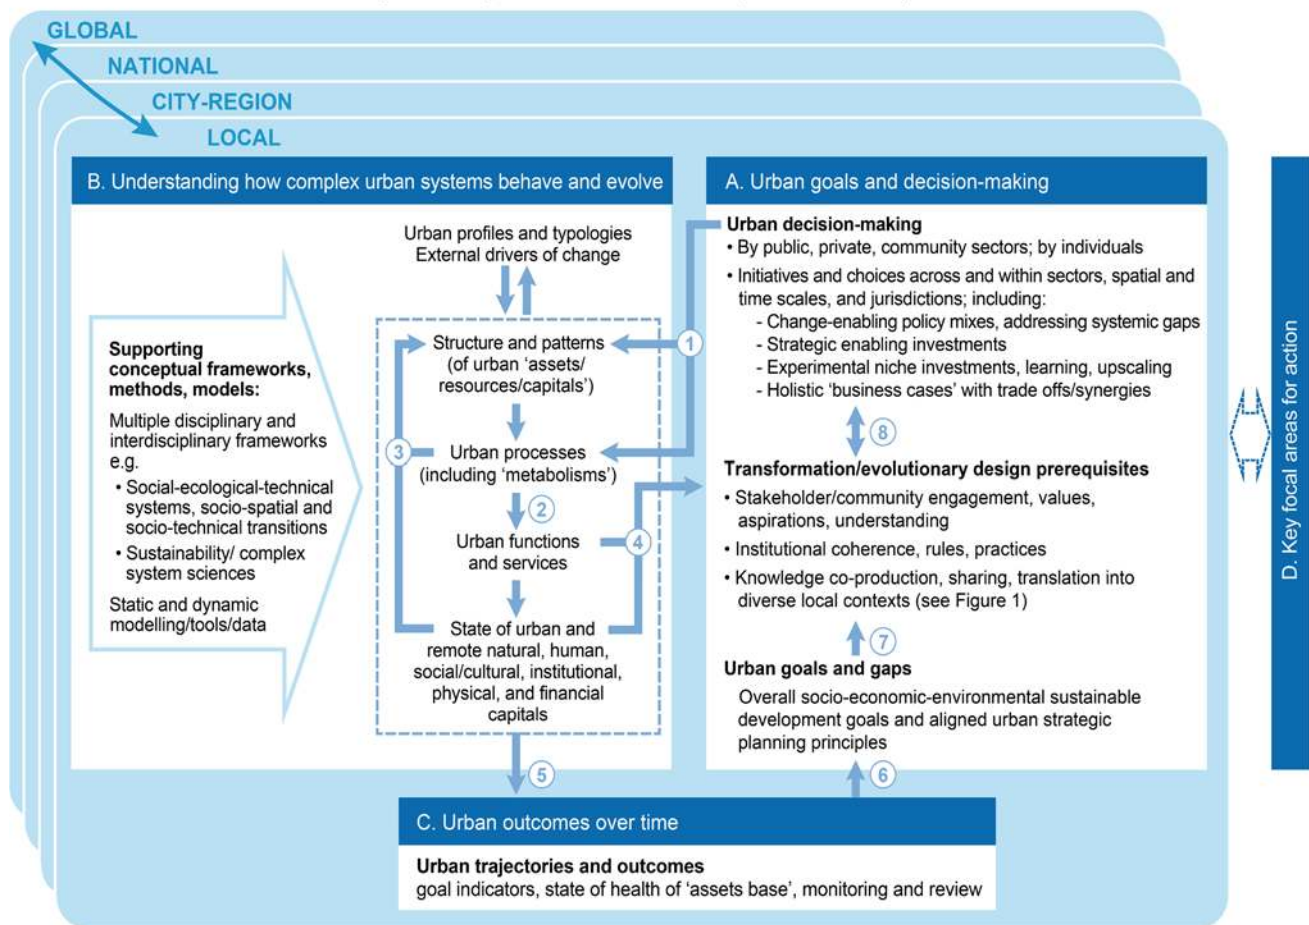 GLOBAL
NATIONAL
CITY-REGION
LOCAL
B. Understanding how complex urban systems behave and evolve
Urban profiles and typologies
External drivers of change
Supporting
conceptual frameworks,
methods, models:
Multiple disciplinary and
interdisciplinary frameworks
e.g.
• Social-ecological-technical
systems, socio-spatial and
socio-technical transitions
• Sustainability/ complex
system sciences
Static and dynamic
modelling/tools/data
Structure and patterns
(of urban ‘assets/
resources/capitals’)
1
3
Urban processes
(including ‘metabolisms’)
2
Urban functions
and services
4
State of urban and
remote natural, human,
social/cultural, institutional,
physical, and financial
capitals
5
A. Urban goals and decision-making
Urban decision-making
• By public, private, community sectors; by individuals
• Initiatives and choices across and within sectors, spatial and
time scales, and jurisdictions; including:
- Change-enabling policy mixes, addressing systemic gaps
- Strategic enabling investments
- Experimental niche investments, learning, upscaling
- Holistic ‘business cases’ with trade offs/synergies
8
Transformation/evolutionary design prerequisites
• Stakeholder/community engagement, values,
aspirations, understanding
• Institutional coherence, rules, practices
• Knowledge co-production, sharing, translation into
diverse local contexts (see Figure 1)
7
Urban goals and gaps
Overall socio-economic-environmental sustainable
development goals and aligned urban strategic
planning principles
6
C. Urban outcomes over time
Urban trajectories and outcomes
goal indicators, state of health of ‘assets base’, monitoring and review
D. Key focal areas for action